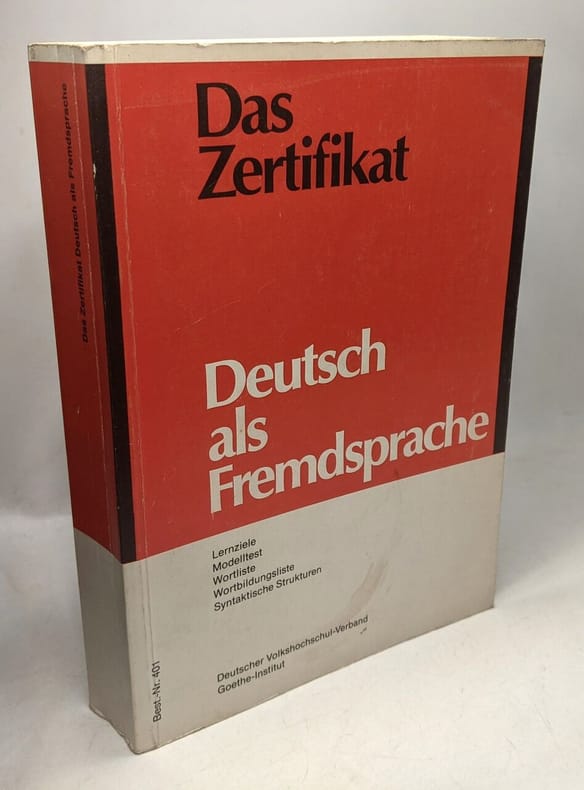 Das
Zertifikat
Deutsch
als
Fremdsprache
Lernziele
Modelltest
Wortliste
Wortbildungsliste
Syntaktische Strukturen
Deutscher Volkshochschul-Verband
Goethe-Institut
Das Zertifikat Deutsch als Fremdsprache
Best.-Nr. 401